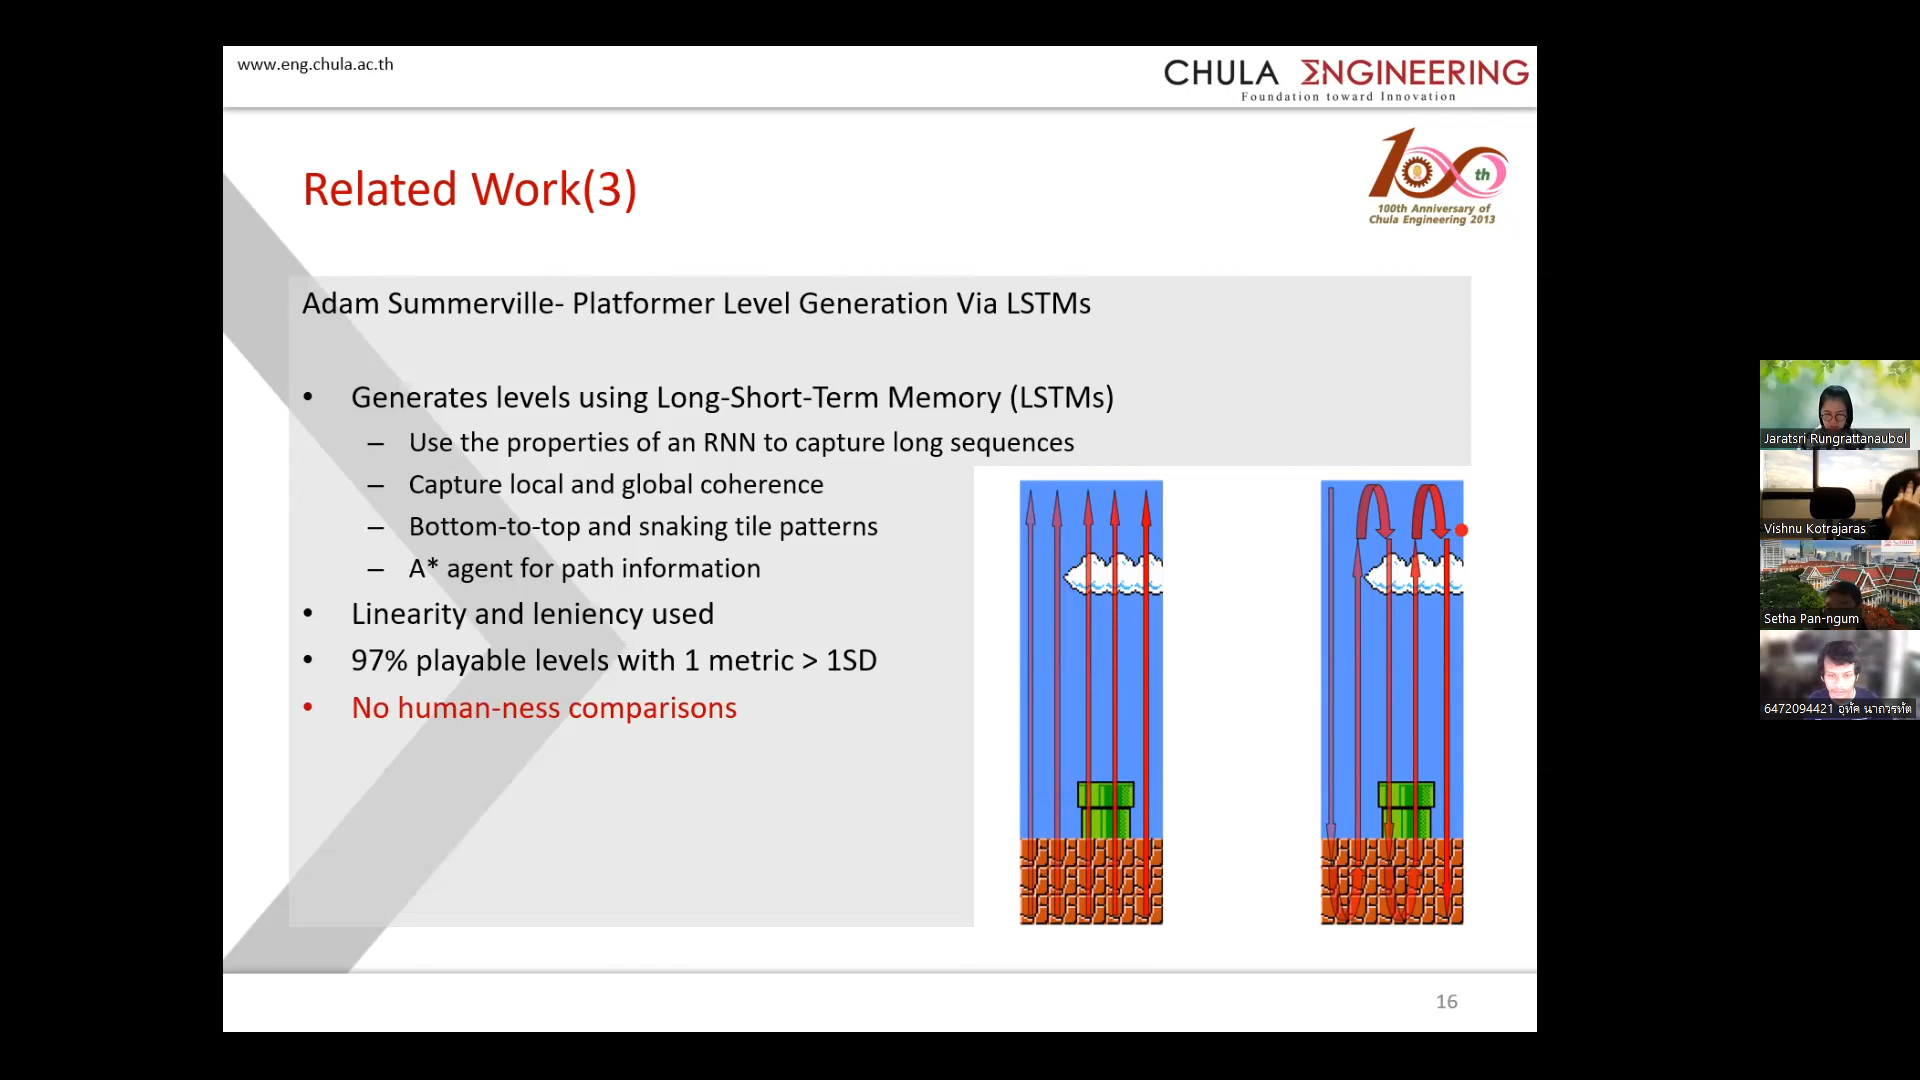 www.eng.chula.ac.th
CHULA ΣNGINEERING
Foundation toward Innovation
100th
100th Anniversary of
Chula Engineering 2013
Related Work(3)
Adam Summerville- Platformer Level Generation Via LSTMs
• Generates levels using Long-Short-Term Memory (LSTMs)
– Use the properties of an RNN to capture long sequences
– Capture local and global coherence
– Bottom-to-top and snaking tile patterns
– A* agent for path information
• Linearity and leniency used
• 97% playable levels with 1 metric > 1SD
• No human-ness comparisons
16
Jaratsri Rungrattanaubol
Vishnu Kotrajaras
Setha Pan-ngum
6472094421 อุทัค นาถวรทัต